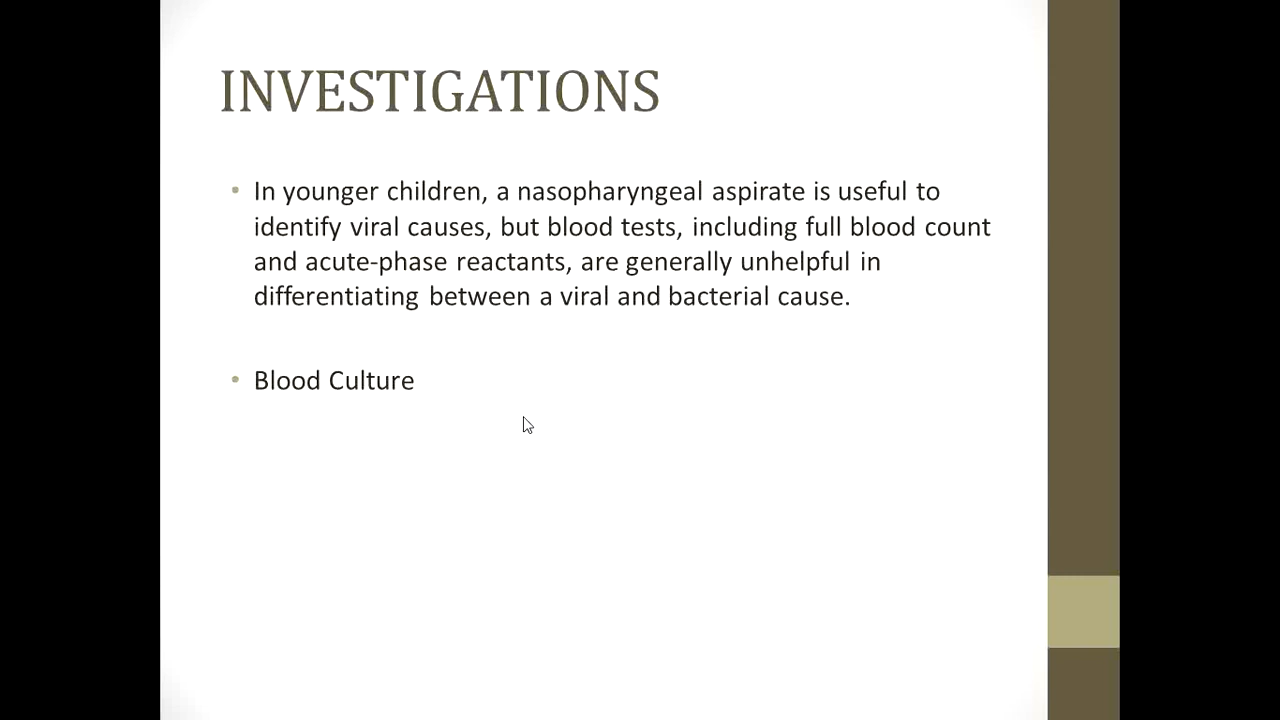 INVESTIGATIONS
• In younger children, a nasopharyngeal aspirate is useful to
identify viral causes, but blood tests, including full blood count
and acute-phase reactants, are generally unhelpful in
differentiating between a viral and bacterial cause.
• Blood Culture